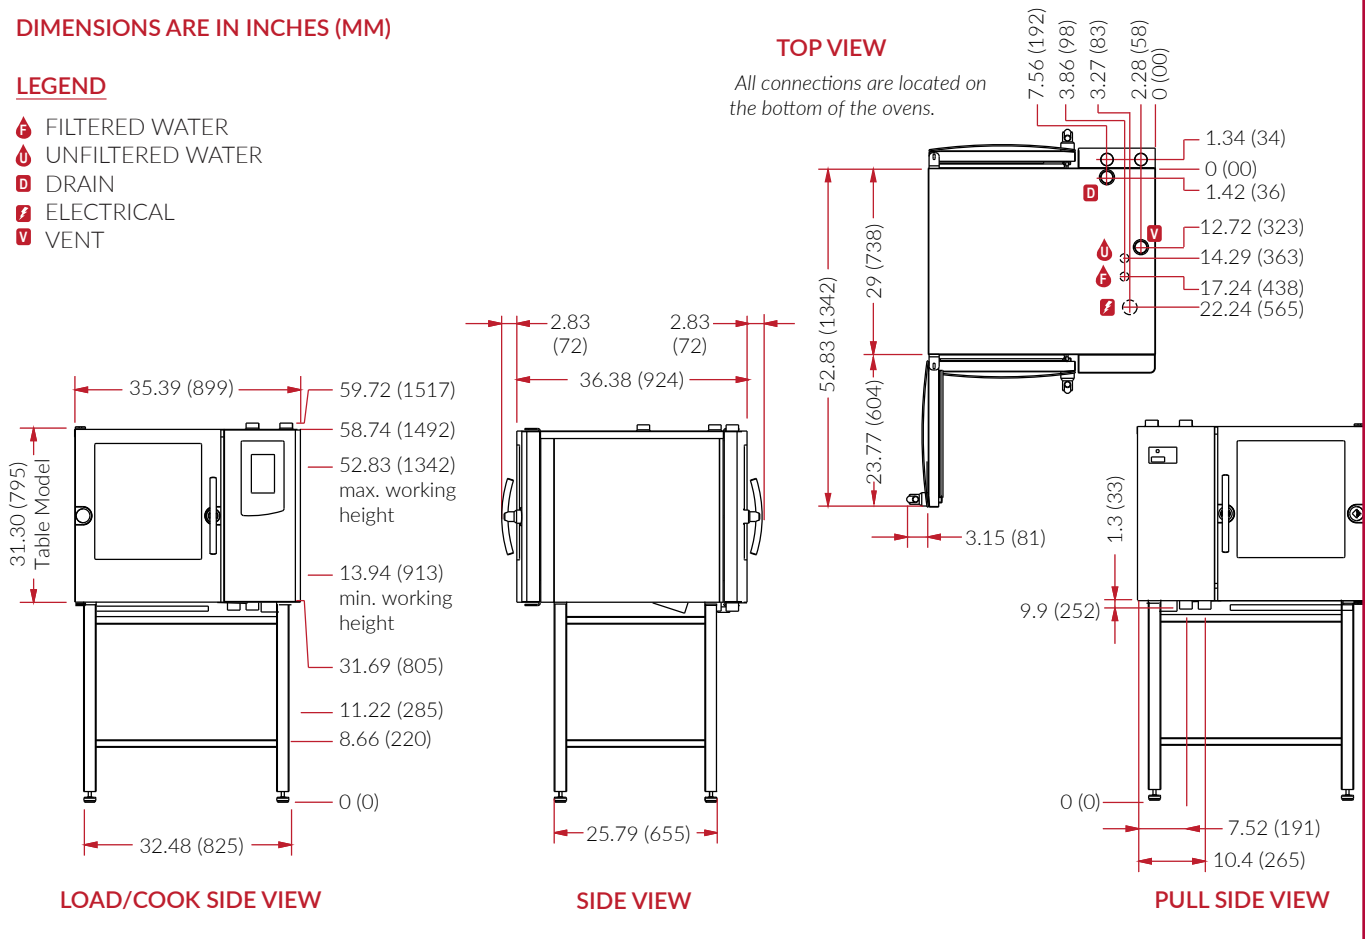 DIMENSIONS ARE IN INCHES (MM)
LEGEND
F FILTERED WATER
U UNFILTERED WATER
D DRAIN
ELECTRICAL
V VENT
TOP VIEW
All connections are located on
the bottom of the ovens.
7.56 (192)
3.86 (98)
3.27 (83)
2.28 (58)
0 (00)
1.34 (34)
0 (00)
1.42 (36)
12.72 (323)
14.29 (363)
17.24 (438)
22.24 (565)
D
V
U
F
52.83 (1342)
29 (738)
23.77 (604)
3.15 (81)
35.39 (899)
59.72 (1517)
58.74 (1492)
52.83 (1342)
max. working
height
13.94 (913)
min. working
height
31.69 (805)
11.22 (285)
8.66 (220)
0 (0)
31.30 (795)
Table Model
32.48 (825)
LOAD/COOK SIDE VIEW
2.83
(72)
2.83
(72)
36.38 (924)
25.79 (655)
SIDE VIEW
1.3 (33)
9.9 (252)
0 (0)
7.52 (191)
10.4 (265)
PULL SIDE VIEW